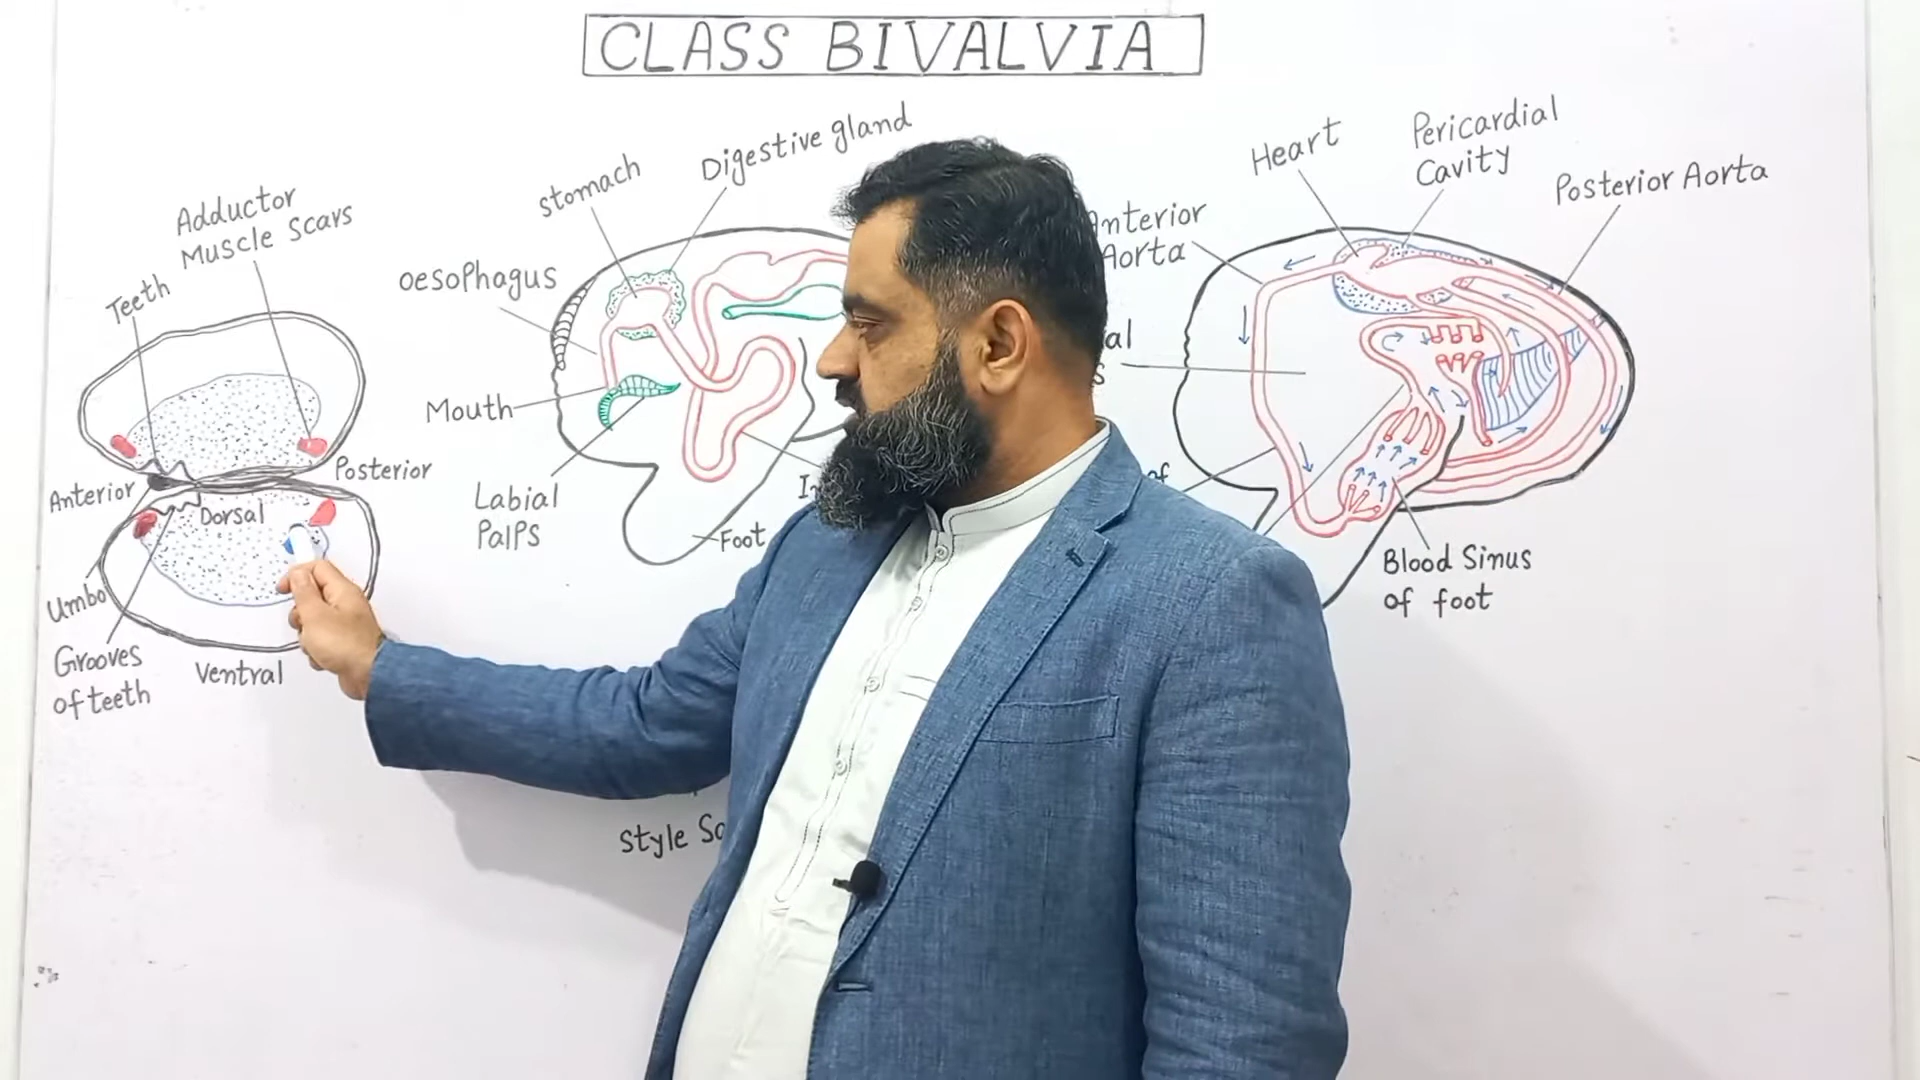 CLASS BIVALVIA
Adductor
Muscle Scars
Teeth
Anterior
Posterior
Dorsal
Umbo
Grooves
of teeth
Ventral
Digestive gland
stomach
oesophagus
Mouth
Labial
Palps
Foot
style
Heart
Pericardial
Cavity
Posterior Aorta
Anterior
Aorta
of
Blood Sinus
of foot